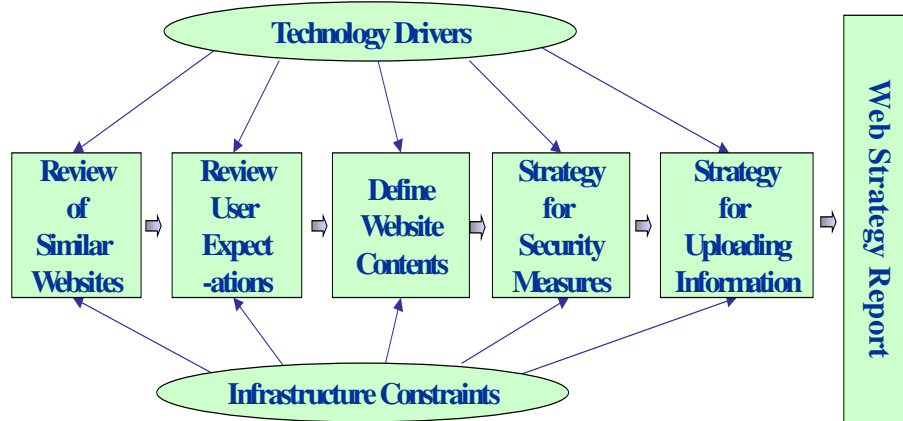 Technology Drivers
Review
of
Similar
Websites
Review
User
Expect
-ations
Define
Website
Contents
Strategy
for
Security
Measures
Strategy
for
Uploading
Information
Web Strategy Report
Infrastructure Constraints